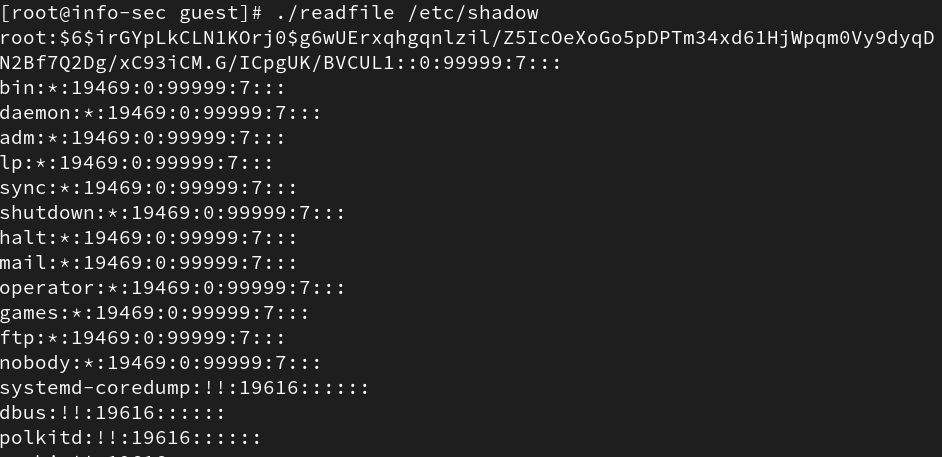 [root@info-sec guest]# ./readfile /etc/shadow
root:$6$irGYpLkCLN1KOrj0$g6wUErxqhgqnlzil/Z5IcOeXoGo5pDPTm34xd61HjWpqm0Vy9dyqD
N2Bf7Q2Dg/xC93iCM.G/ICpgUK/BVCUL1::0:99999:7:::
bin:*:19469:0:99999:7:::
daemon:*:19469:0:99999:7:::
adm:*:19469:0:99999:7:::
lp:*:19469:0:99999:7:::
sync:*:19469:0:99999:7:::
shutdown:*:19469:0:99999:7:::
halt:*:19469:0:99999:7:::
mail:*:19469:0:99999:7:::
operator:*:19469:0:99999:7:::
games:*:19469:0:99999:7:::
ftp:*:19469:0:99999:7:::
nobody:*:19469:0:99999:7:::
systemd-coredump:!!:19616::::::
dbus:!!:19616::::::
polkitd:!!:19616::::::